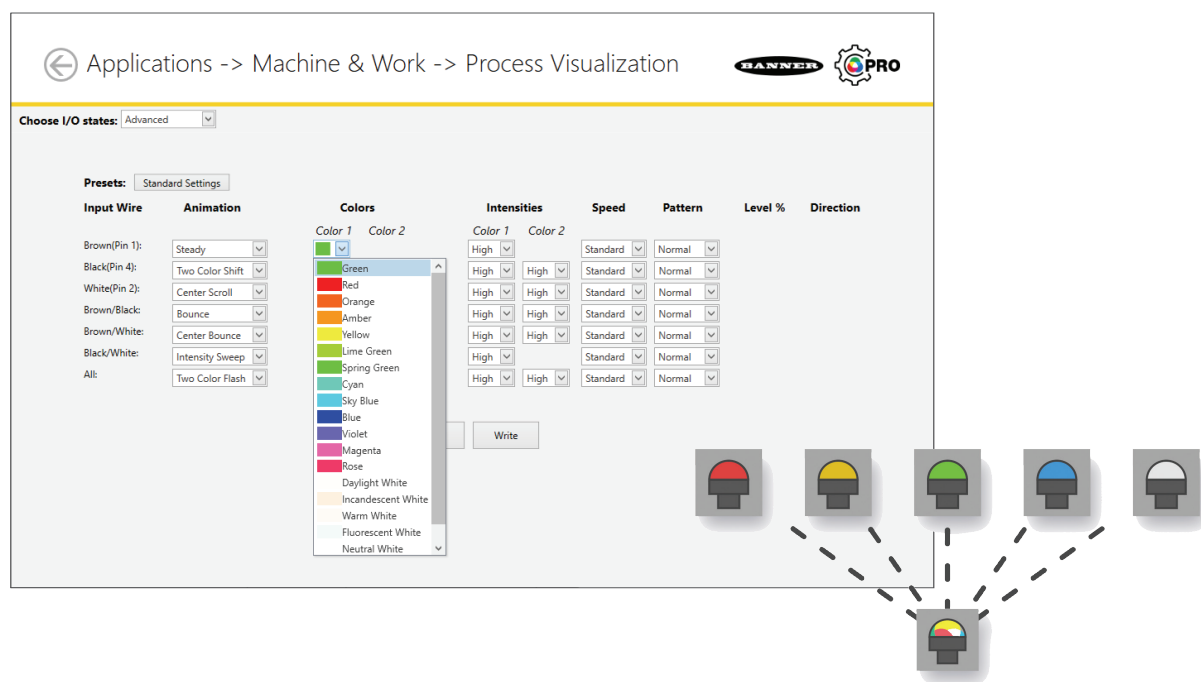 Applications -> Machine & Work -> Process Visualization
BANNER
PRO
Choose I/O states: Advanced
Presets: Standard Settings
Input Wire Animation Colors Intensities Speed Pattern Level % Direction
Color 1 Color 2 Color 1 Color 2
Brown(Pin 1): Steady High Standard Normal
Black(Pin 4): Two Color Shift High High Standard Normal
White(Pin 2): Center Scroll High High Standard Normal
Brown/Black: Bounce High High Standard Normal
Brown/White: Center Bounce High High Standard Normal
Black/White: Intensity Sweep High Standard Normal
All: Two Color Flash High High Standard Normal
Green
Red
Orange
Amber
Yellow
Lime Green
Spring Green
Cyan
Sky Blue
Blue
Violet
Magenta
Rose
Daylight White
Incandescent White
Warm White
Fluorescent White
Neutral White
Write